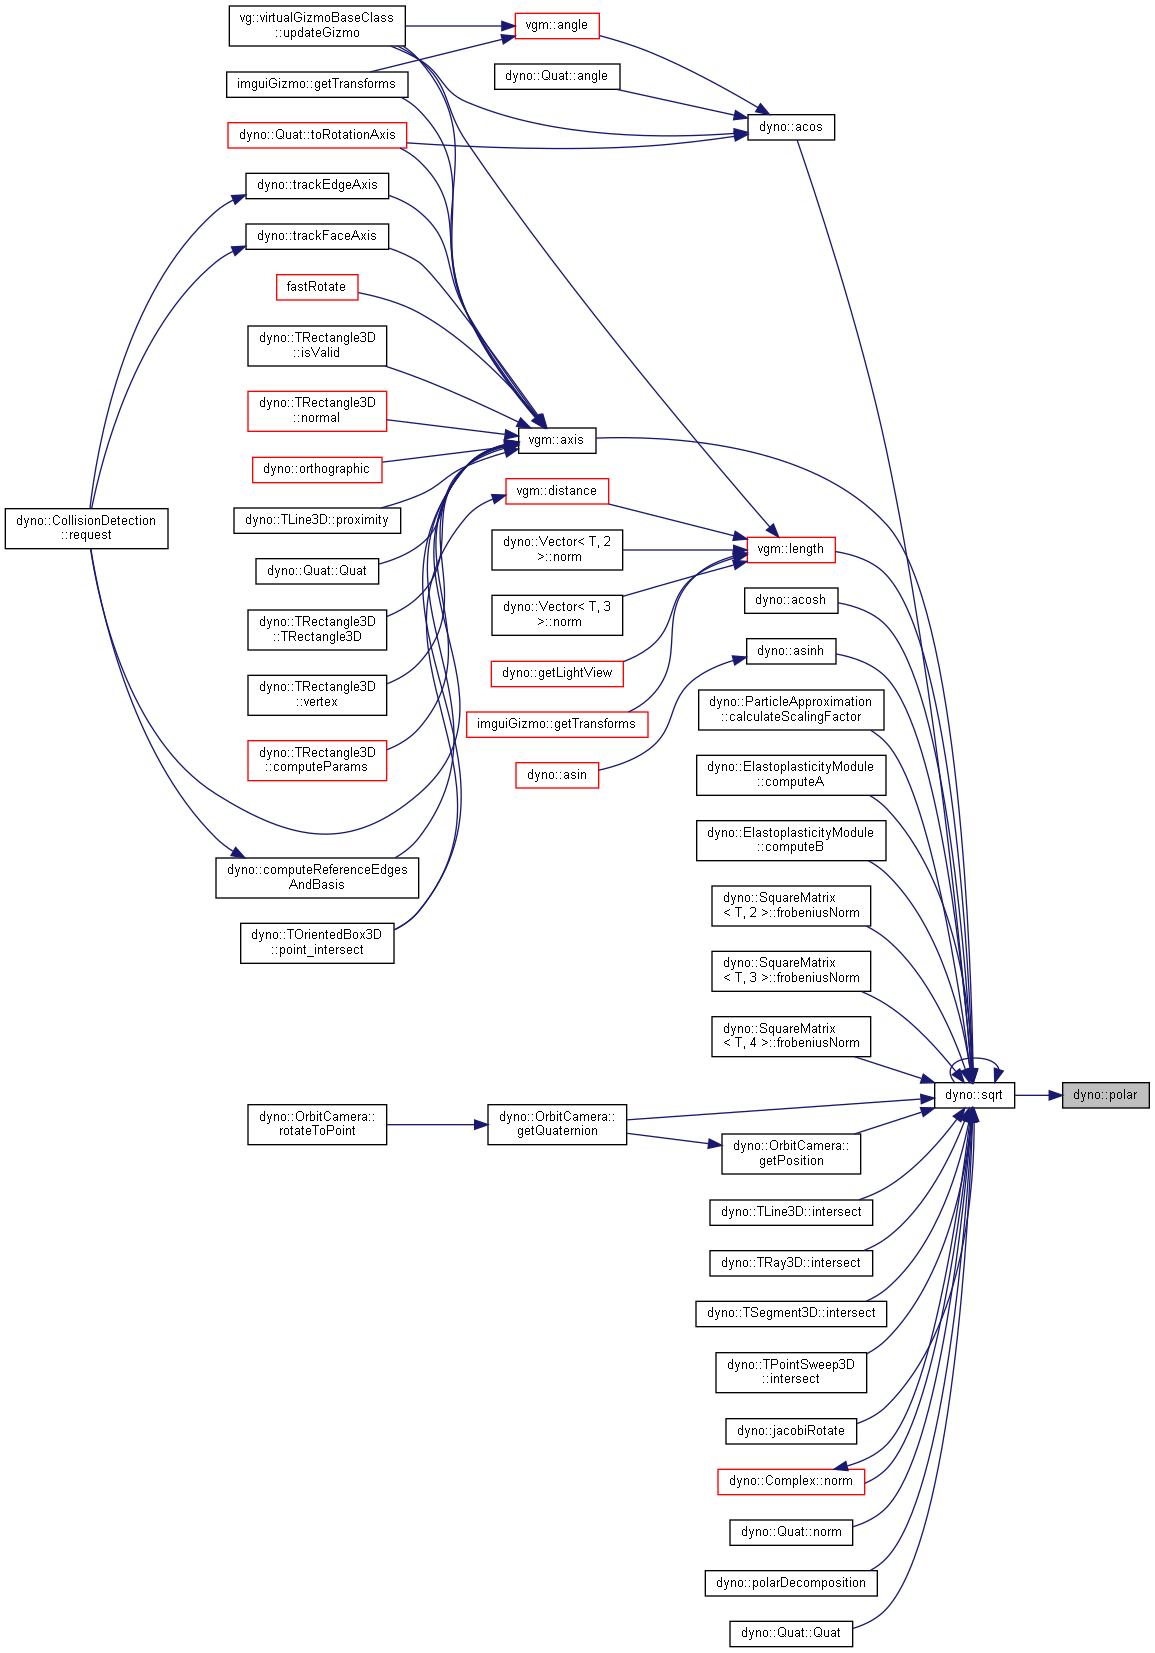 vg::virtualGizmoBaseClass
::updateGizmo
imguiGizmo::getTransforms
dyno::Quat::toRotationAxis
dyno::trackEdgeAxis
dyno::trackFaceAxis
fastRotate
dyno::TRectangle3D
::isValid
dyno::TRectangle3D
::normal
dyno::orthographic
dyno::TLine3D::proximity
dyno::CollisionDetection
::request
dyno::Quat::Quat
dyno::TRectangle3D
::TRectangle3D
dyno::TRectangle3D
::vertex
dyno::TRectangle3D
::computeParams
dyno::computeReferenceEdges
AndBasis
dyno::TOrientedBox3D
::point_intersect
dyno::OrbitCamera::
rotateToPoint
vgm::angle
dyno::Quat::angle
vgm::axis
vgm::distance
dyno::Vector< T, 2
>::norm
dyno::Vector< T, 3
>::norm
dyno::getLightView
imguiGizmo::getTransforms
dyno::asin
dyno::OrbitCamera::
getQuaternion
dyno::acos
vgm::length
dyno::acosh
dyno::asinh
dyno::ParticleApproximation
::calculateScalingFactor
dyno::ElastoplasticityModule
::computeA
dyno::ElastoplasticityModule
::computeB
dyno::SquareMatrix
< T, 2 >::frobeniusNorm
dyno::SquareMatrix
< T, 3 >::frobeniusNorm
dyno::SquareMatrix
< T, 4 >::frobeniusNorm
dyno::OrbitCamera::
getPosition
dyno::TLine3D::intersect
dyno::TRay3D::intersect
dyno::TSegment3D::intersect
dyno::TPointSweep3D
::intersect
dyno::jacobiRotate
dyno::Complex::norm
dyno::Quat::norm
dyno::polarDecomposition
dyno::Quat::Quat
dyno::sqrt
dyno::polar